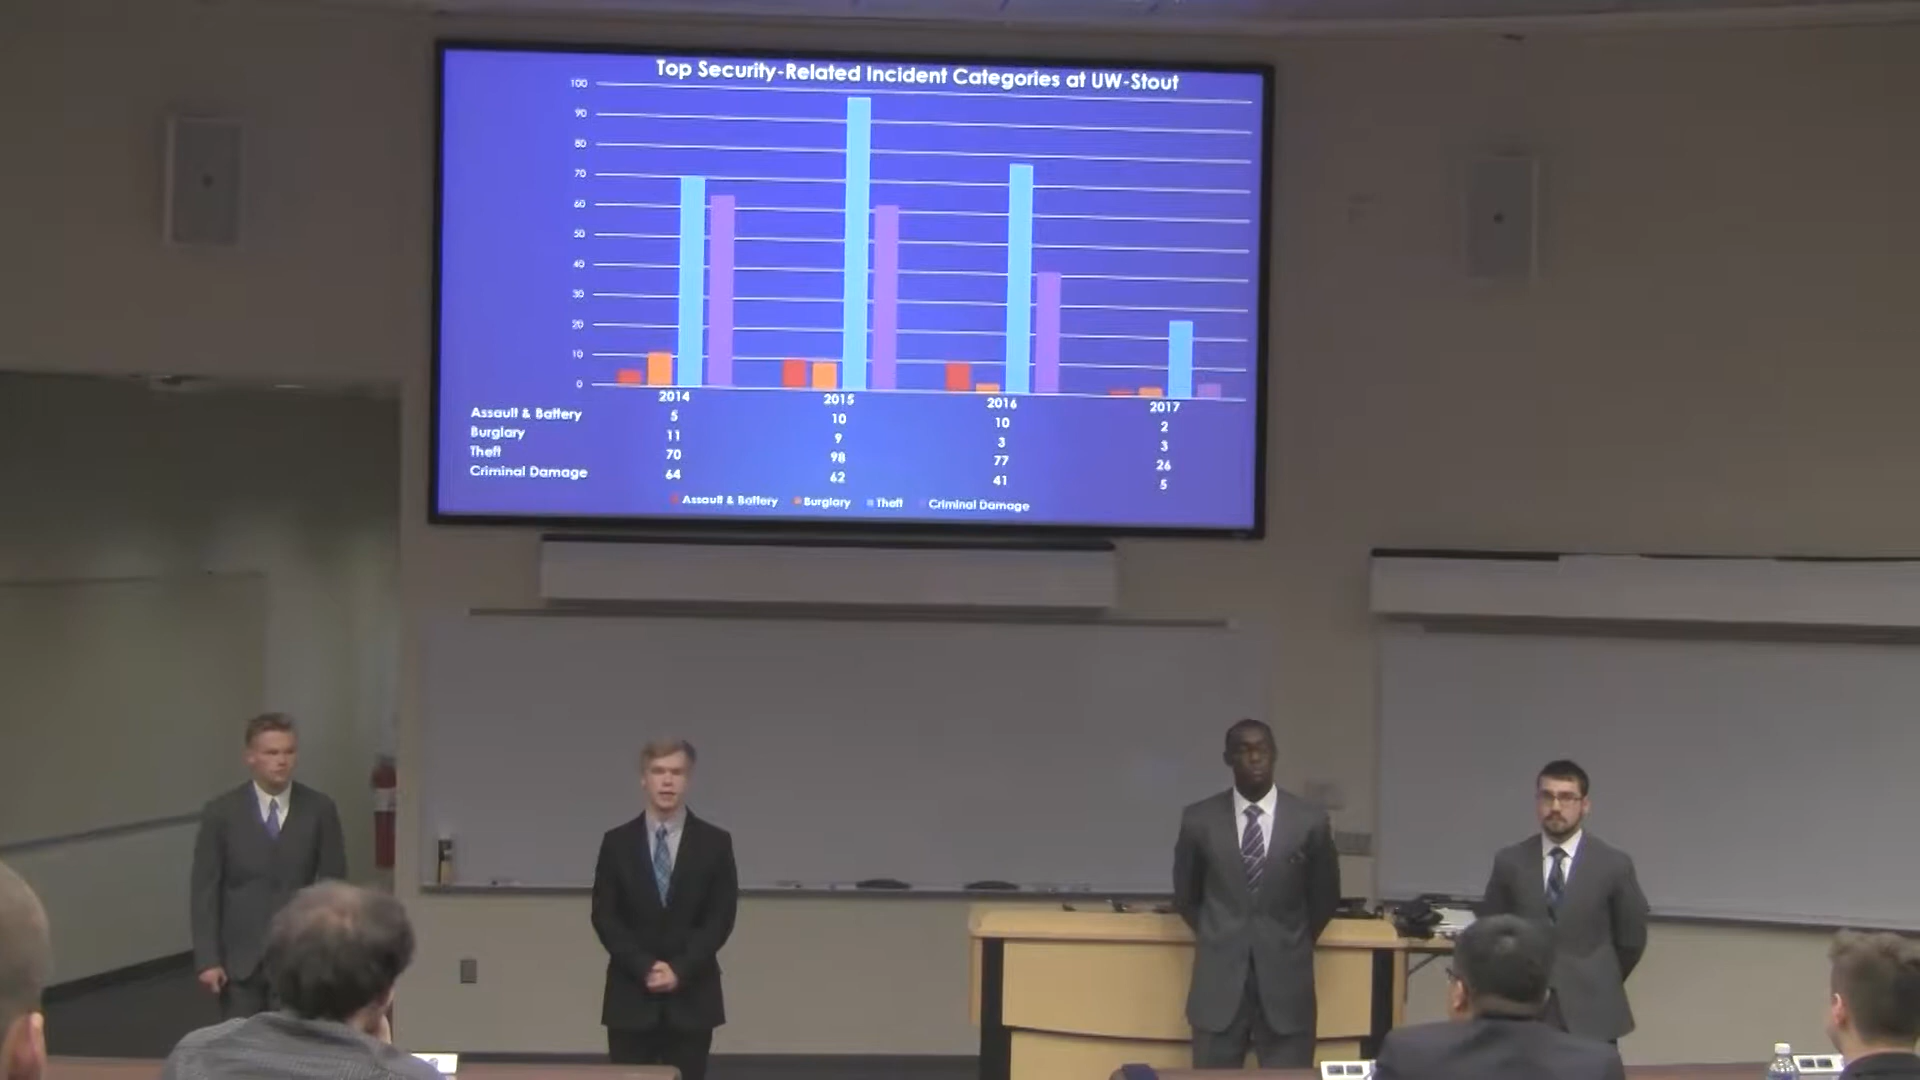 Top Security-Related Incident Categories at UW-Stout
100
90
80
70
60
50
40
30
20
10
0
2014 2015 2016 2017
Assault & Battery 5 10 10 2
Burglary 11 9 3 3
Theft 70 98 77 26
Criminal Damage 64 62 41 5
Assault & Battery Burglary Theft Criminal Damage